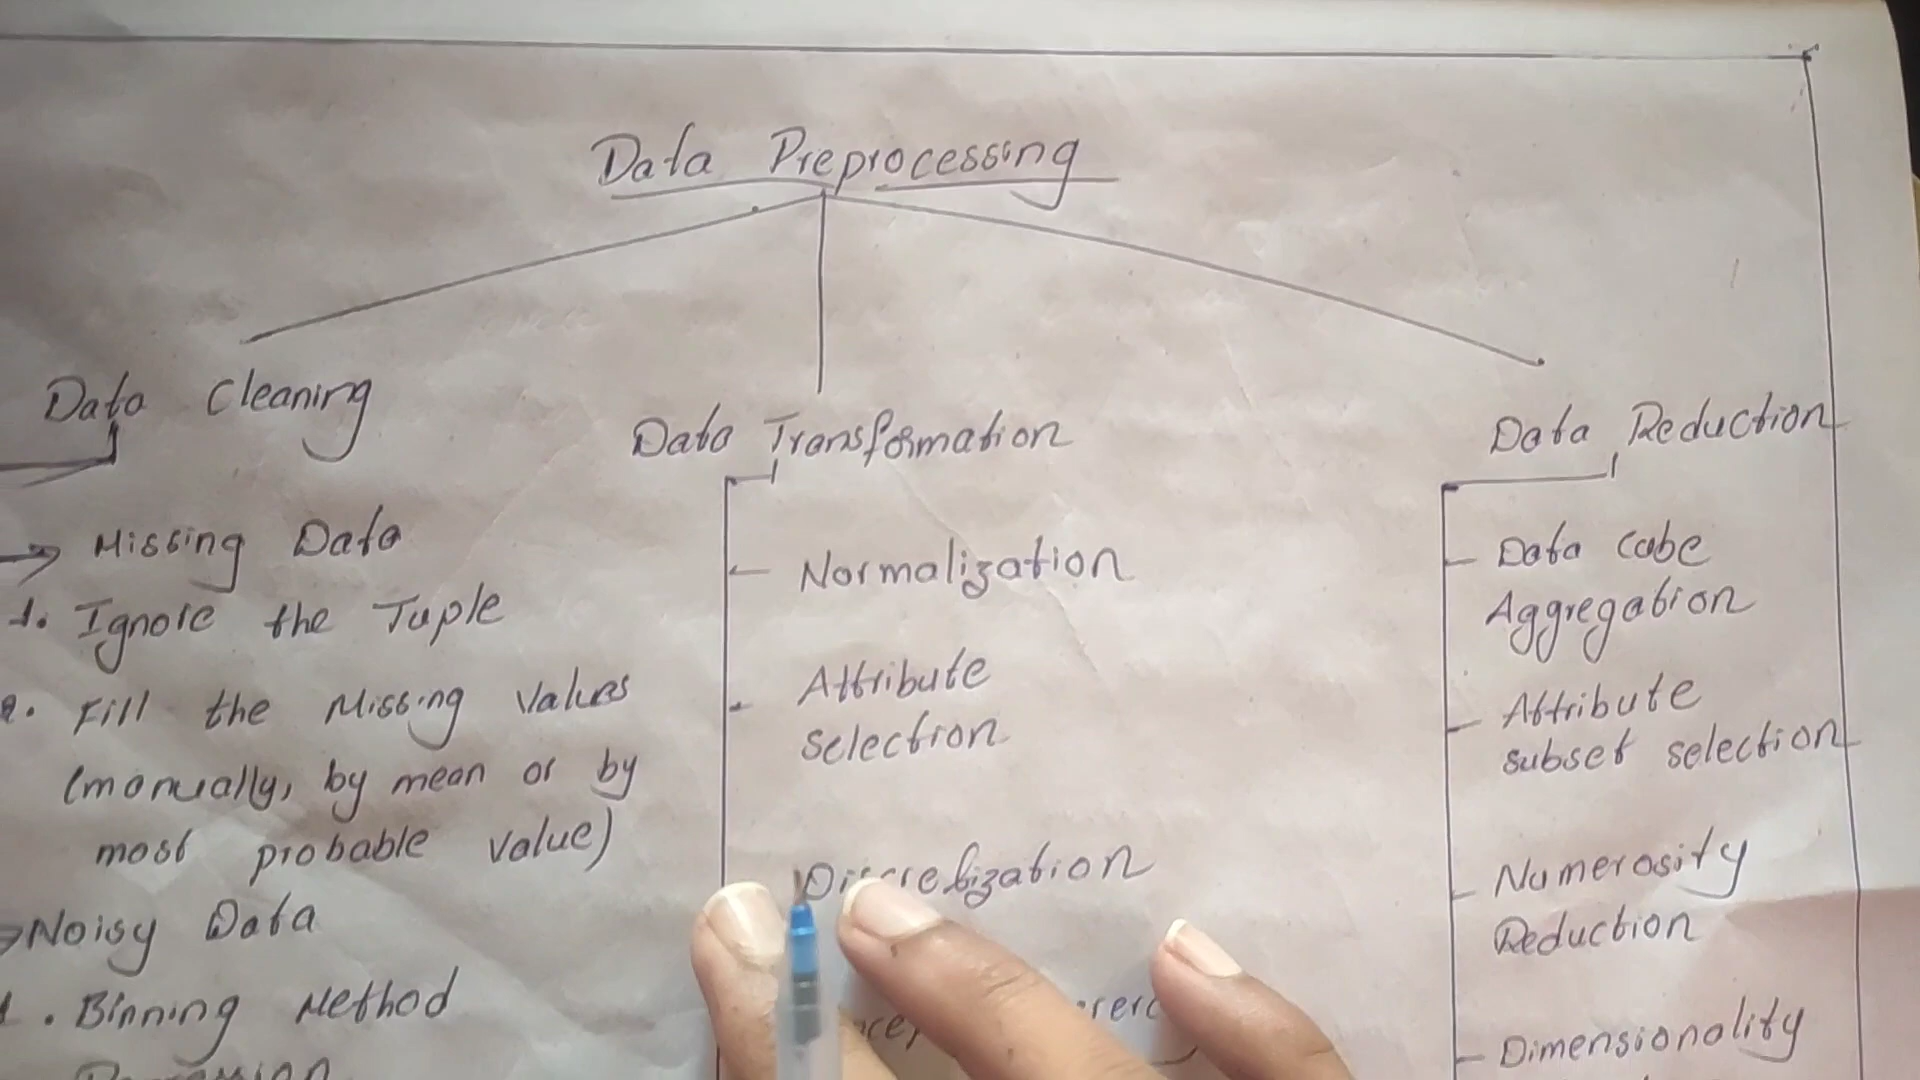 Data Preprocessing
Data Cleaning
→ Missing Data
1. Ignore the Tuple
2. Fill the Missing Values
(manually, by mean or by
most probable value)
→ Noisy Data
1. Binning Method
Data Transformation
Normalization
Attribute
selection
Discretization
Data Reduction
Data cube
Aggregation
Attribute
subset selection
Numerosity
Reduction
Dimensionality